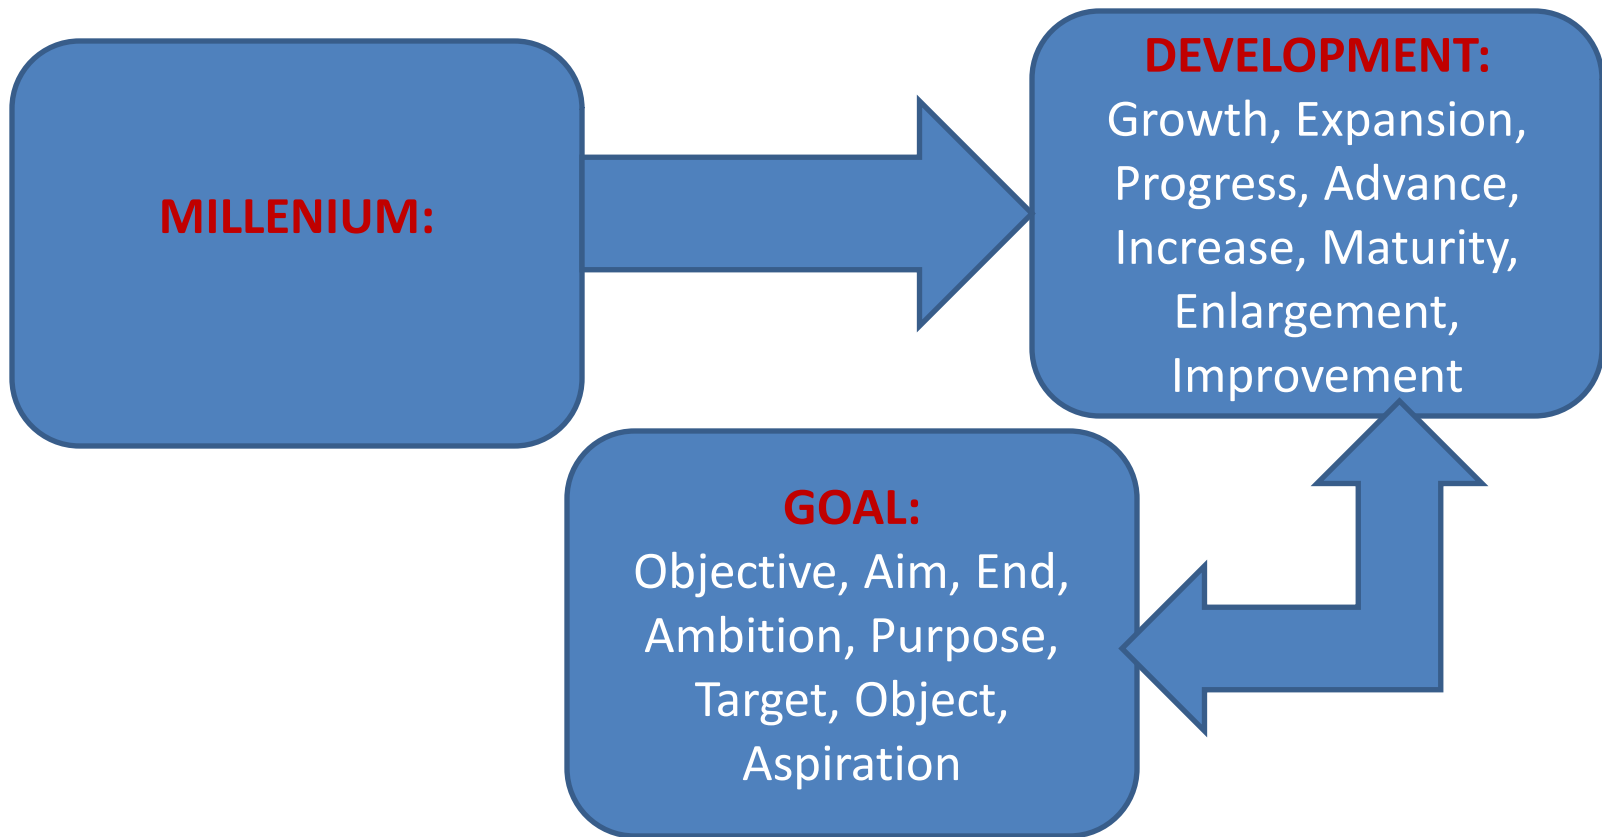 MILLENIUM:
DEVELOPMENT:
Growth, Expansion,
Progress, Advance,
Increase, Maturity,
Enlargement,
Improvement
GOAL:
Objective, Aim, End,
Ambition, Purpose,
Target, Object,
Aspiration